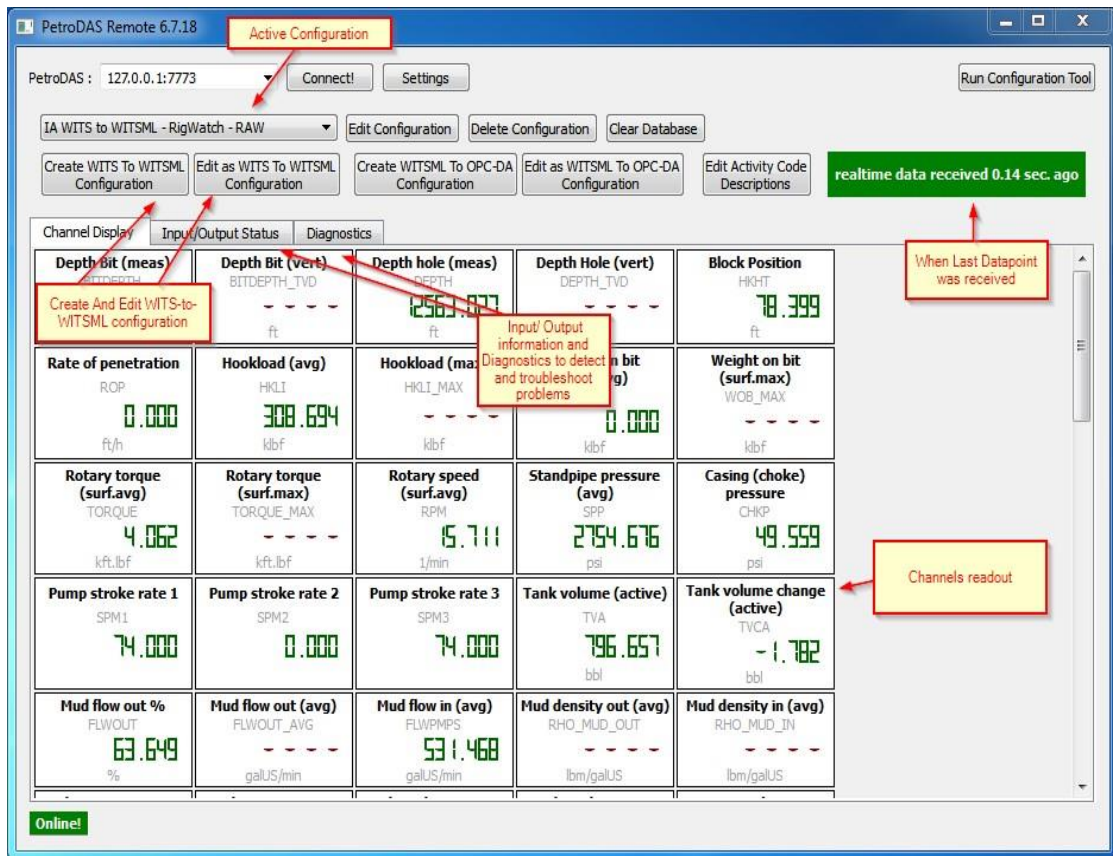 PetroDAS Remote 6.7.18
Active Configuration
PetroDAS : 127.0.0.1:7773 Connect! Settings Run Configuration Tool
IA WITS to WITSML - RigWatch - RAW Edit Configuration Delete Configuration Clear Database
Create WITS To WITSML Configuration
Edit as WITS To WITSML Configuration
Create WITSML To OPC-DA Configuration
Edit as WITSML To OPC-DA Configuration
Edit Activity Code Descriptions
realtime data received 0.14 sec. ago
Channel Display Input/Output Status Diagnostics
When Last Datapoint
was received
Create And Edit WITS-to-
WITSML configuration
Input/ Output
information and
Diagnostics to detect
and troubleshoot
problems
Channels readout
Depth Bit (meas)
Depth Bit (vert)
BITDEPTH_TVD
- - - -
ft
Depth hole (meas)
DEPTH
ft
Depth Hole (vert)
DEPTH_TVD
- - - -
Block Position
HKHT
78.399
ft
Rate of penetration
ROP
0.000
ft/h
Hookload (avg)
HKLI
308.694
klbf
Hookload (ma
HKLI_MAX
- - - -
klbf
n bit
vg)
0.000
klbf
Weight on bit
(surf.max)
WOB_MAX
- - - -
klbf
Rotary torque
(surf.avg)
TORQUE
4.062
kft.lbf
Rotary torque
(surf.max)
TORQUE_MAX
- - - -
kft.lbf
Rotary speed
(surf.avg)
RPM
15.711
1/min
Standpipe pressure
(avg)
SPP
2754.676
psi
Casing (choke)
pressure
CHKP
49.559
psi
Pump stroke rate 1
SPM1
74.000
Pump stroke rate 2
SPM2
0.000
Pump stroke rate 3
SPM3
74.000
Tank volume (active)
TVA
796.657
bbl
Tank volume change
(active)
TVCA
-1.782
bbl
Mud flow out %
FLWOUT
63.649
%
Mud flow out (avg)
FLWOUT_AVG
- - - -
galUS/min
Mud flow in (avg)
FLWPMPS
531.468
galUS/min
Mud density out (avg)
RHO_MUD_OUT
- - - -
lbm/galUS
Mud density in (avg)
RHO_MUD_IN
- - - -
lbm/galUS
Online!